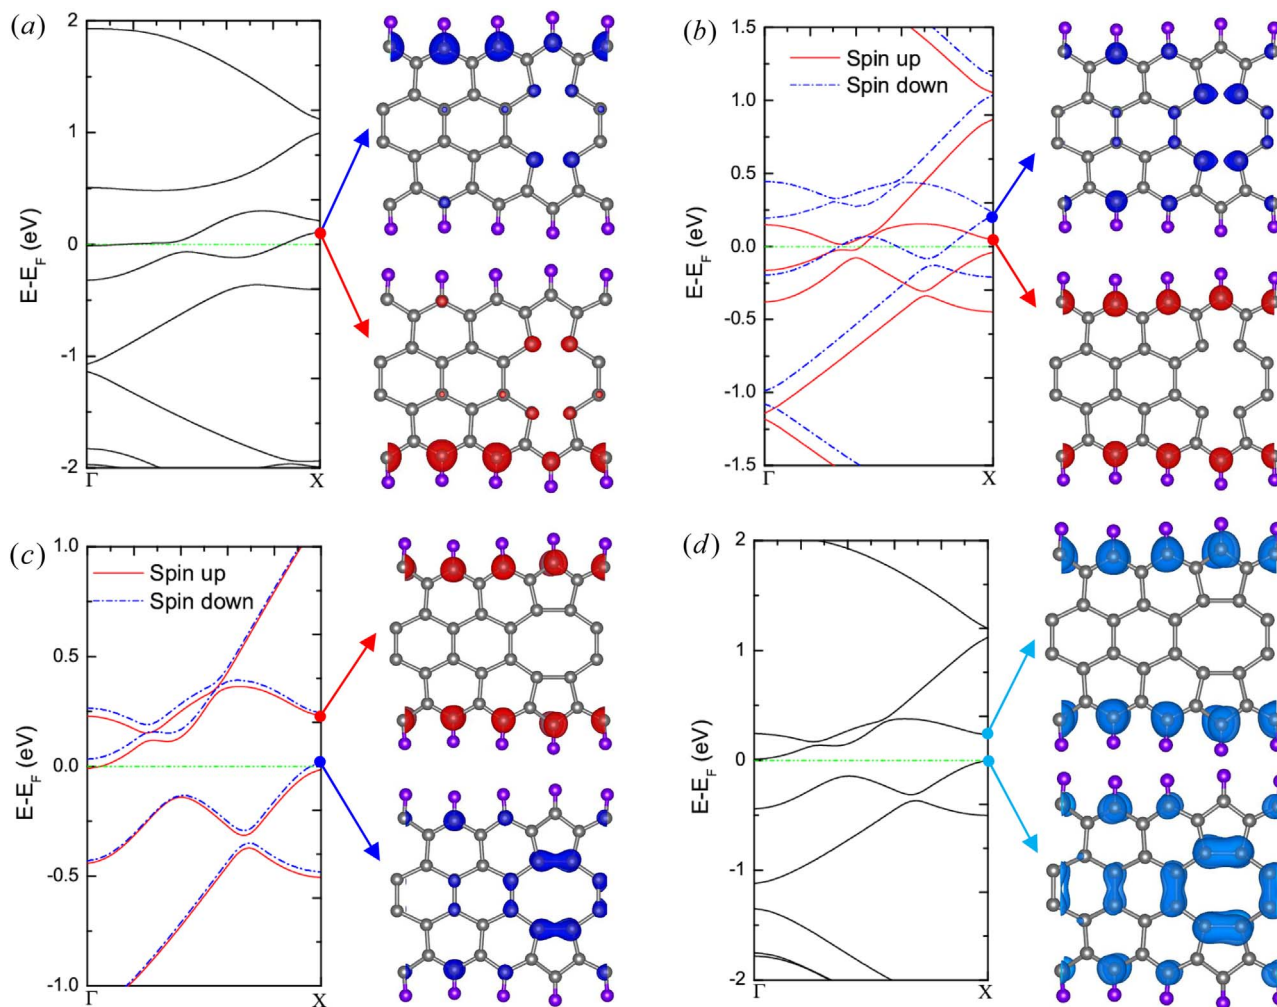 (a)
2
1
0
-1
-2
E-E_F (eV)
Γ
X
(b)
1.5
1.0
0.5
0.0
-0.5
-1.0
-1.5
E-E_F (eV)
Spin up
Spin down
Γ
X
(c)
1.0
0.5
0.0
-0.5
-1.0
E-E_F (eV)
Spin up
Spin down
Γ
X
(d)
2
1
0
-1
-2
E-E_F (eV)
Γ
X